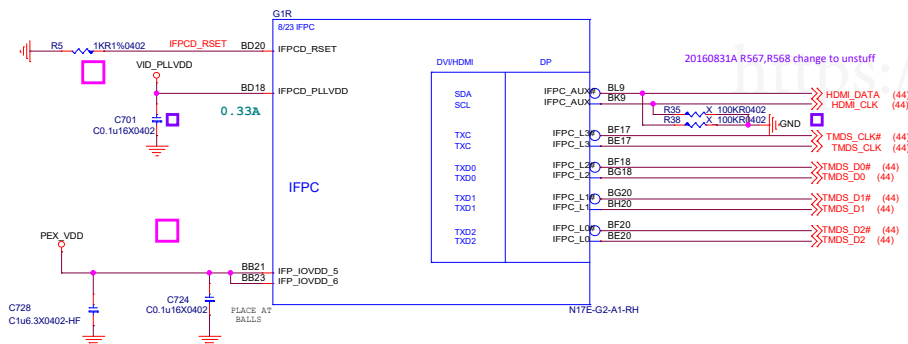 G1R
8/23 IFPC
R5 1KR1%0402 IFPCD_RSET BD20 IFPCD_RSET
VID_PLLVDD
BD18 IFPCD_PLLVDD
0.33A
C701
C0.1u16X0402
IFPC
PEX_VDD
BB21 IFP_IOVDD_5
BB23 IFP_IOVDD_6
C728
C1u6.3X0402-HF
C724
C0.1u16X0402
PLACE AT
BALLS
DVI/HDMI DP
20160831A R567,R568 change to unstuff
https:/
SDA IFPC_AUX# BL9 HDMI_DATA (44)
SCL IFPC_AUX BK9 HDMI_CLK (44)
R35 X_100KR0402
R38 X_100KR0402 GND
TXC IFPC_L3# BF17 TMDS_CLK# (44)
TXC IFPC_L3 BE17 TMDS_CLK (44)
TXD0 IFPC_L2# BF18 TMDS_D0# (44)
TXD0 IFPC_L2 BG18 TMDS_D0 (44)
TXD1 IFPC_L1# BG20 TMDS_D1# (44)
TXD1 IFPC_L1 BH20 TMDS_D1 (44)
TXD2 IFPC_L0# BF20 TMDS_D2# (44)
TXD2 IFPC_L0 BE20 TMDS_D2 (44)
N17E-G2-A1-RH